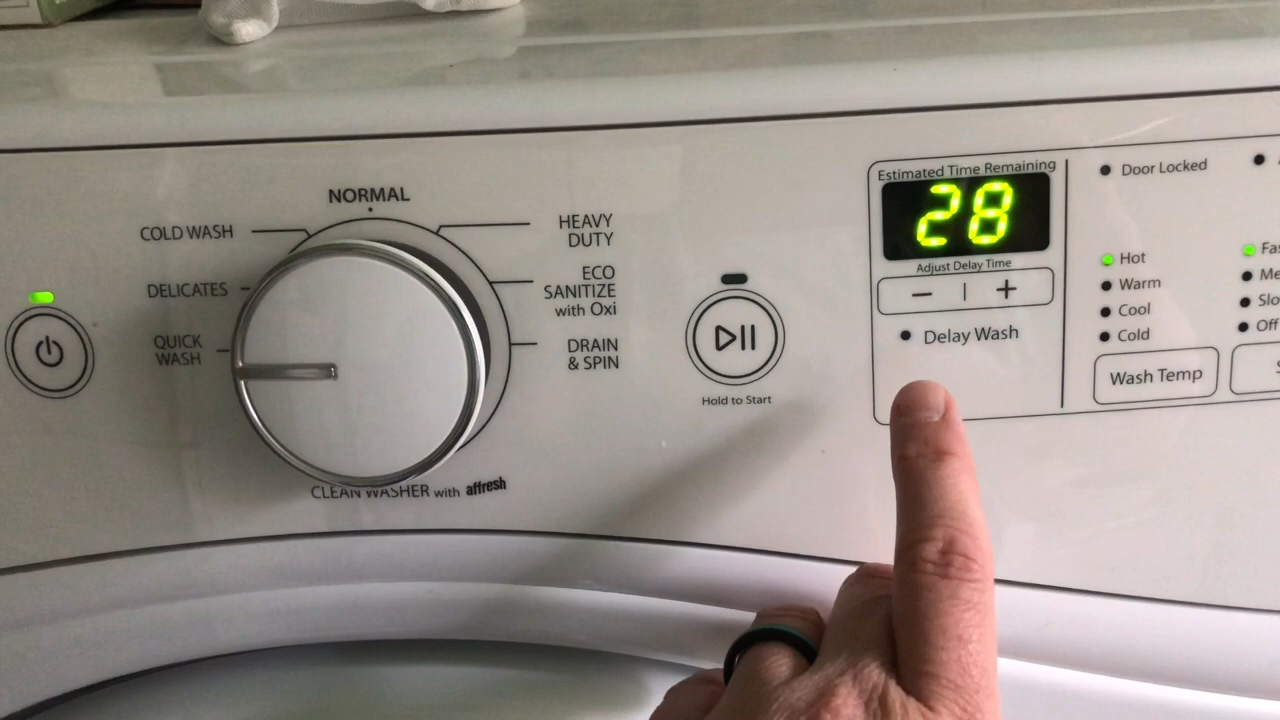 NORMAL
COLD WASH
DELICATES
QUICK
WASH
HEAVY
DUTY
ECO
SANITIZE
with Oxi
DRAIN
& SPIN
CLEAN WASHER with affresh
Hold to Start
Estimated Time Remaining
28
Adjust Delay Time
− | +
Delay Wash
Door Locked
Hot
Warm
Cool
Cold
Wash Temp
Off